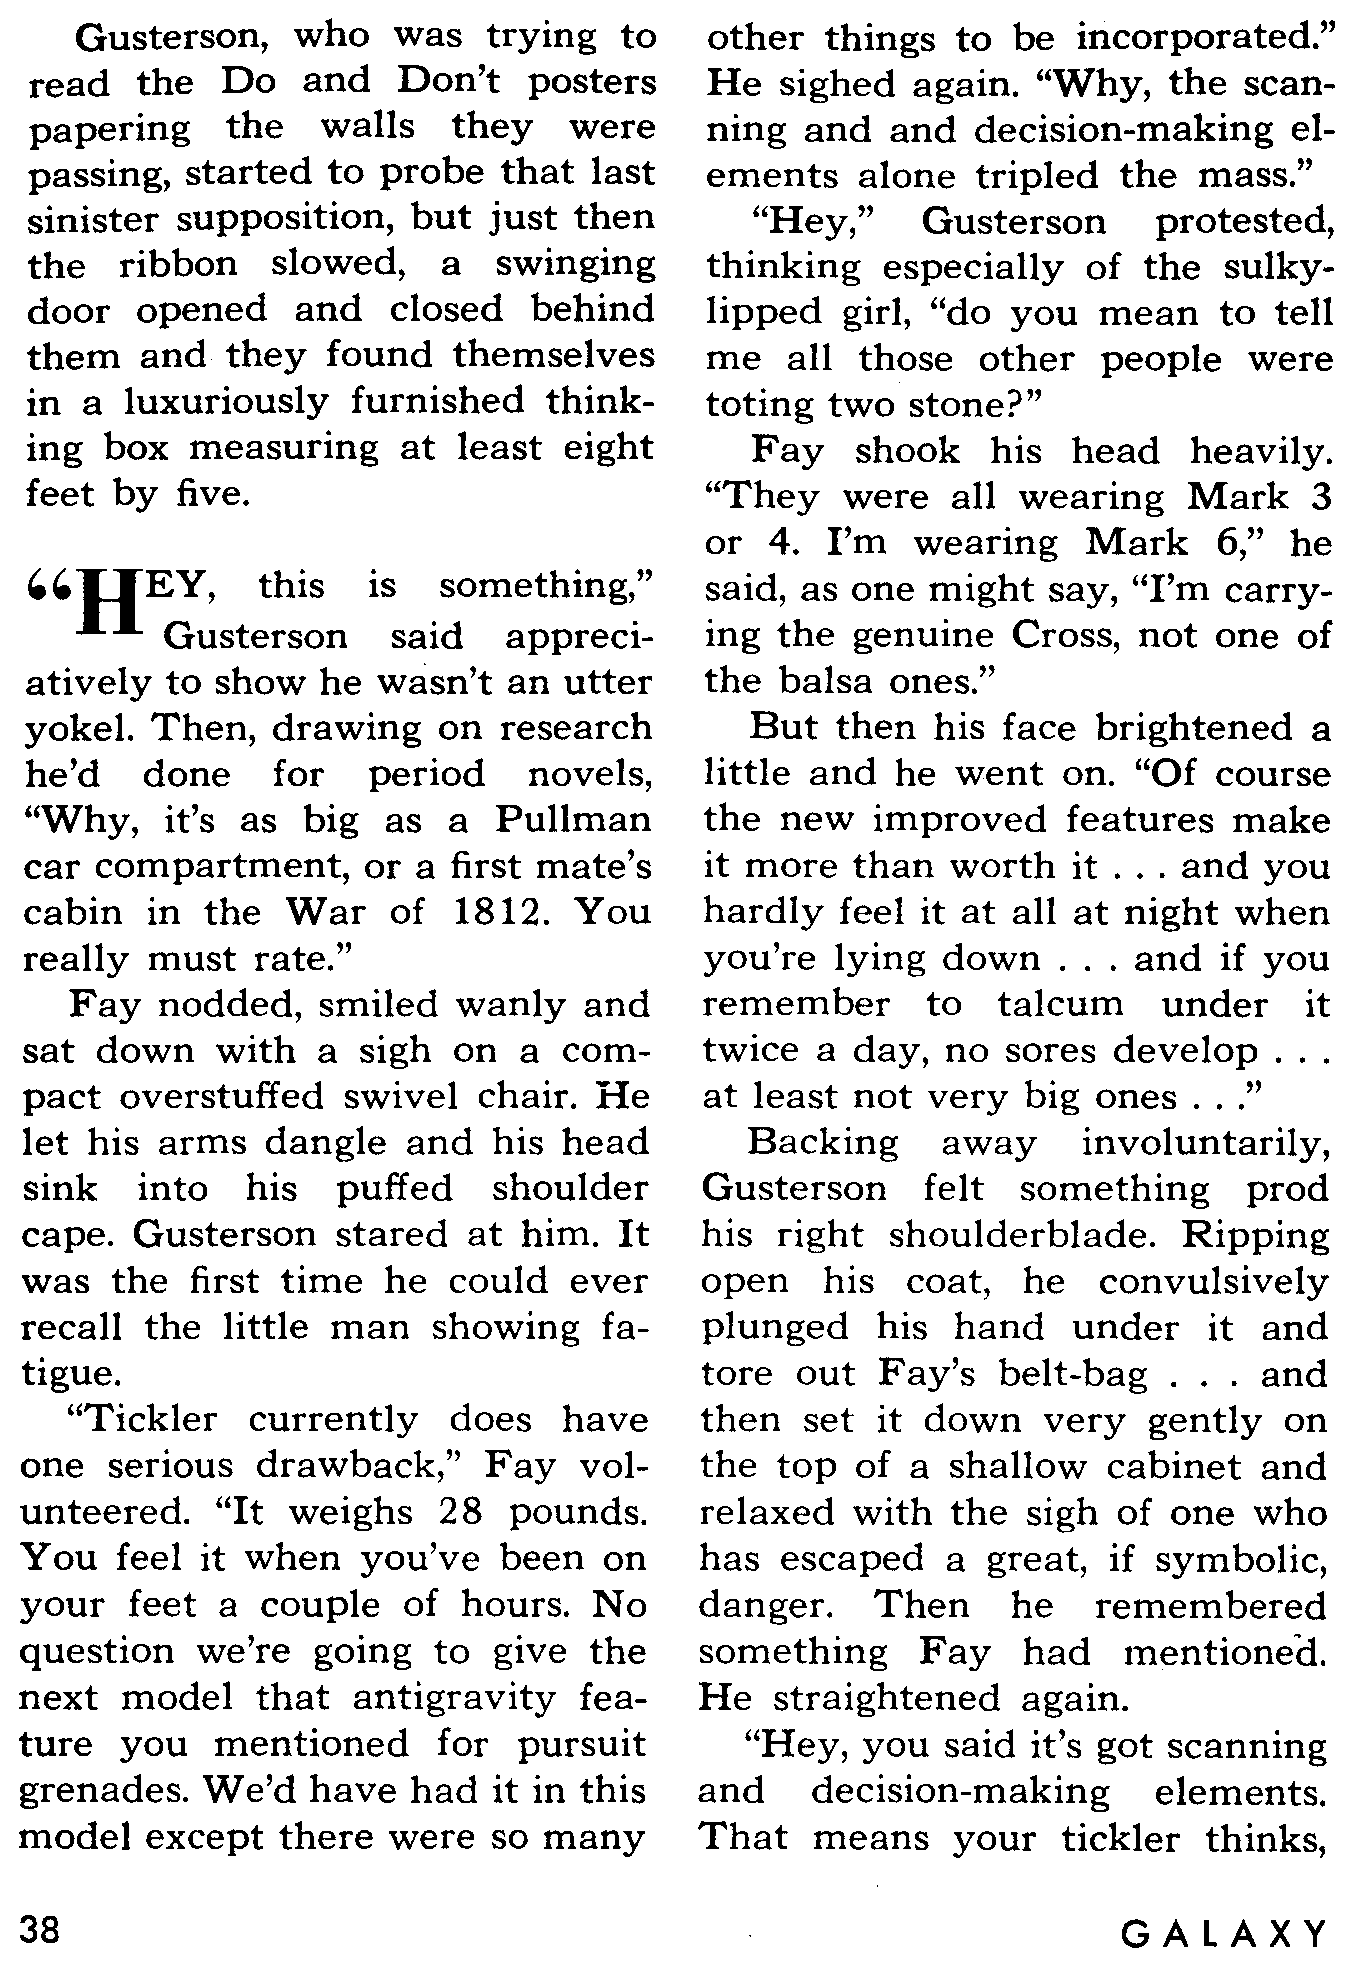 Gusterson, who was trying to
read the Do and Don't posters
papering the walls they were
passing, started to probe that last
sinister supposition, but just then
the ribbon slowed, a swinging
door opened and closed behind
them and they found themselves
in a luxuriously furnished think-
ing box measuring at least eight
feet by five.
“HEY, this is something,”
Gusterson said appreci-
atively to show he wasn't an utter
yokel. Then, drawing on research
he'd done for period novels,
“Why, it's as big as a Pullman
car compartment, or a first mate's
cabin in the War of 1812. You
really must rate.”
Fay nodded, smiled wanly and
sat down with a sigh on a com-
pact overstuffed swivel chair. He
let his arms dangle and his head
sink into his puffed shoulder
cape. Gusterson stared at him. It
was the first time he could ever
recall the little man showing fa-
tigue.
“Tickler currently does have
one serious drawback,” Fay vol-
unteered. “It weighs 28 pounds.
You feel it when you've been on
your feet a couple of hours. No
question we're going to give the
next model that antigravity fea-
ture you mentioned for pursuit
grenades. We'd have had it in this
model except there were so many
other things to be incorporated.”
He sighed again. “Why, the scan-
ning and and decision-making el-
ements alone tripled the mass.”
“Hey,” Gusterson protested,
thinking especially of the sulky-
lipped girl, “do you mean to tell
me all those other people were
toting two stone?”
Fay shook his head heavily.
“They were all wearing Mark 3
or 4. I'm wearing Mark 6,” he
said, as one might say, “I'm carry-
ing the genuine Cross, not one of
the balsa ones.”
But then his face brightened a
little and he went on. “Of course
the new improved features make
it more than worth it . . . and you
hardly feel it at all at night when
you're lying down . . . and if you
remember to talcum under it
twice a day, no sores develop . . .
at least not very big ones . . .”
Backing away involuntarily,
Gusterson felt something prod
his right shoulderblade. Ripping
open his coat, he convulsively
plunged his hand under it and
tore out Fay's belt-bag . . . and
then set it down very gently on
the top of a shallow cabinet and
relaxed with the sigh of one who
has escaped a great, if symbolic,
danger. Then he remembered
something Fay had mentioned.
He straightened again.
“Hey, you said it's got scanning
and decision-making elements.
That means your tickler thinks,
38
GALAXY